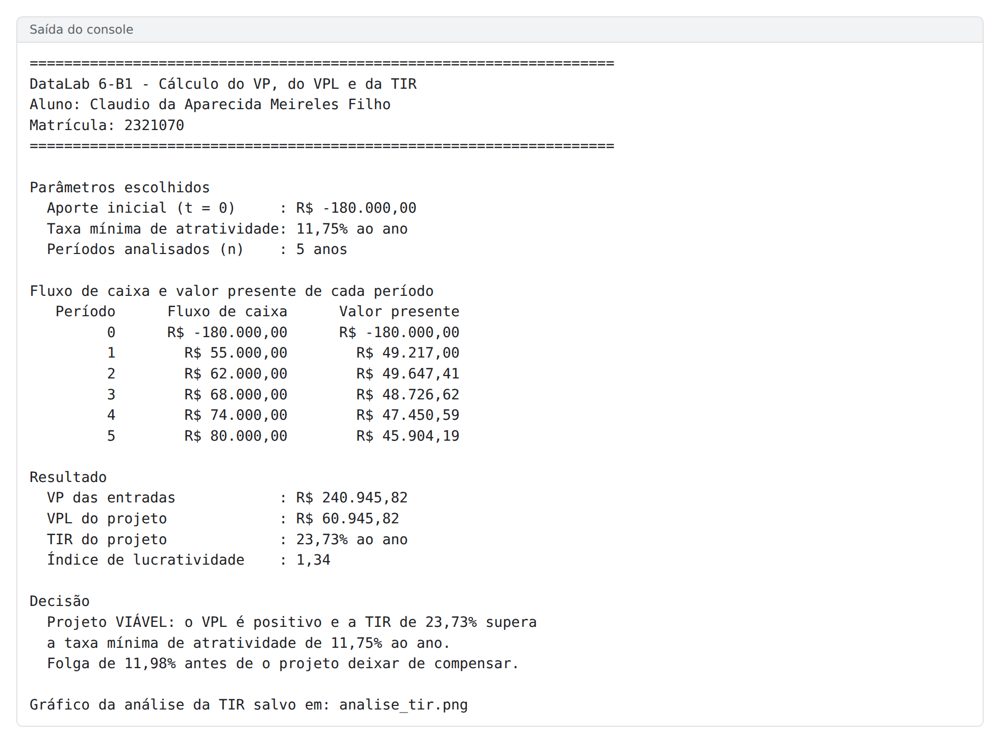 Saída do console
====================================================================
DataLab 6-B1 - Cálculo do VP, do VPL e da TIR
Aluno: Claudio da Aparecida Meireles Filho
Matrícula: 2321070
====================================================================
Parâmetros escolhidos
  Aporte inicial (t = 0)     : R$ -180.000,00
  Taxa mínima de atratividade: 11,75% ao ano
  Períodos analisados (n)    : 5 anos
Fluxo de caixa e valor presente de cada período
   Período      Fluxo de caixa      Valor presente
         0      R$ -180.000,00      R$ -180.000,00
         1        R$ 55.000,00        R$ 49.217,00
         2        R$ 62.000,00        R$ 49.647,41
         3        R$ 68.000,00        R$ 48.726,62
         4        R$ 74.000,00        R$ 47.450,59
         5        R$ 80.000,00        R$ 45.904,19
Resultado
  VP das entradas            : R$ 240.945,82
  VPL do projeto             : R$ 60.945,82
  TIR do projeto             : 23,73% ao ano
  Índice de lucratividade    : 1,34
Decisão
  Projeto VIÁVEL: o VPL é positivo e a TIR de 23,73% supera
  a taxa mínima de atratividade de 11,75% ao ano.
  Folga de 11,98% antes de o projeto deixar de compensar.
Gráfico da análise da TIR salvo em: analise_tir.png